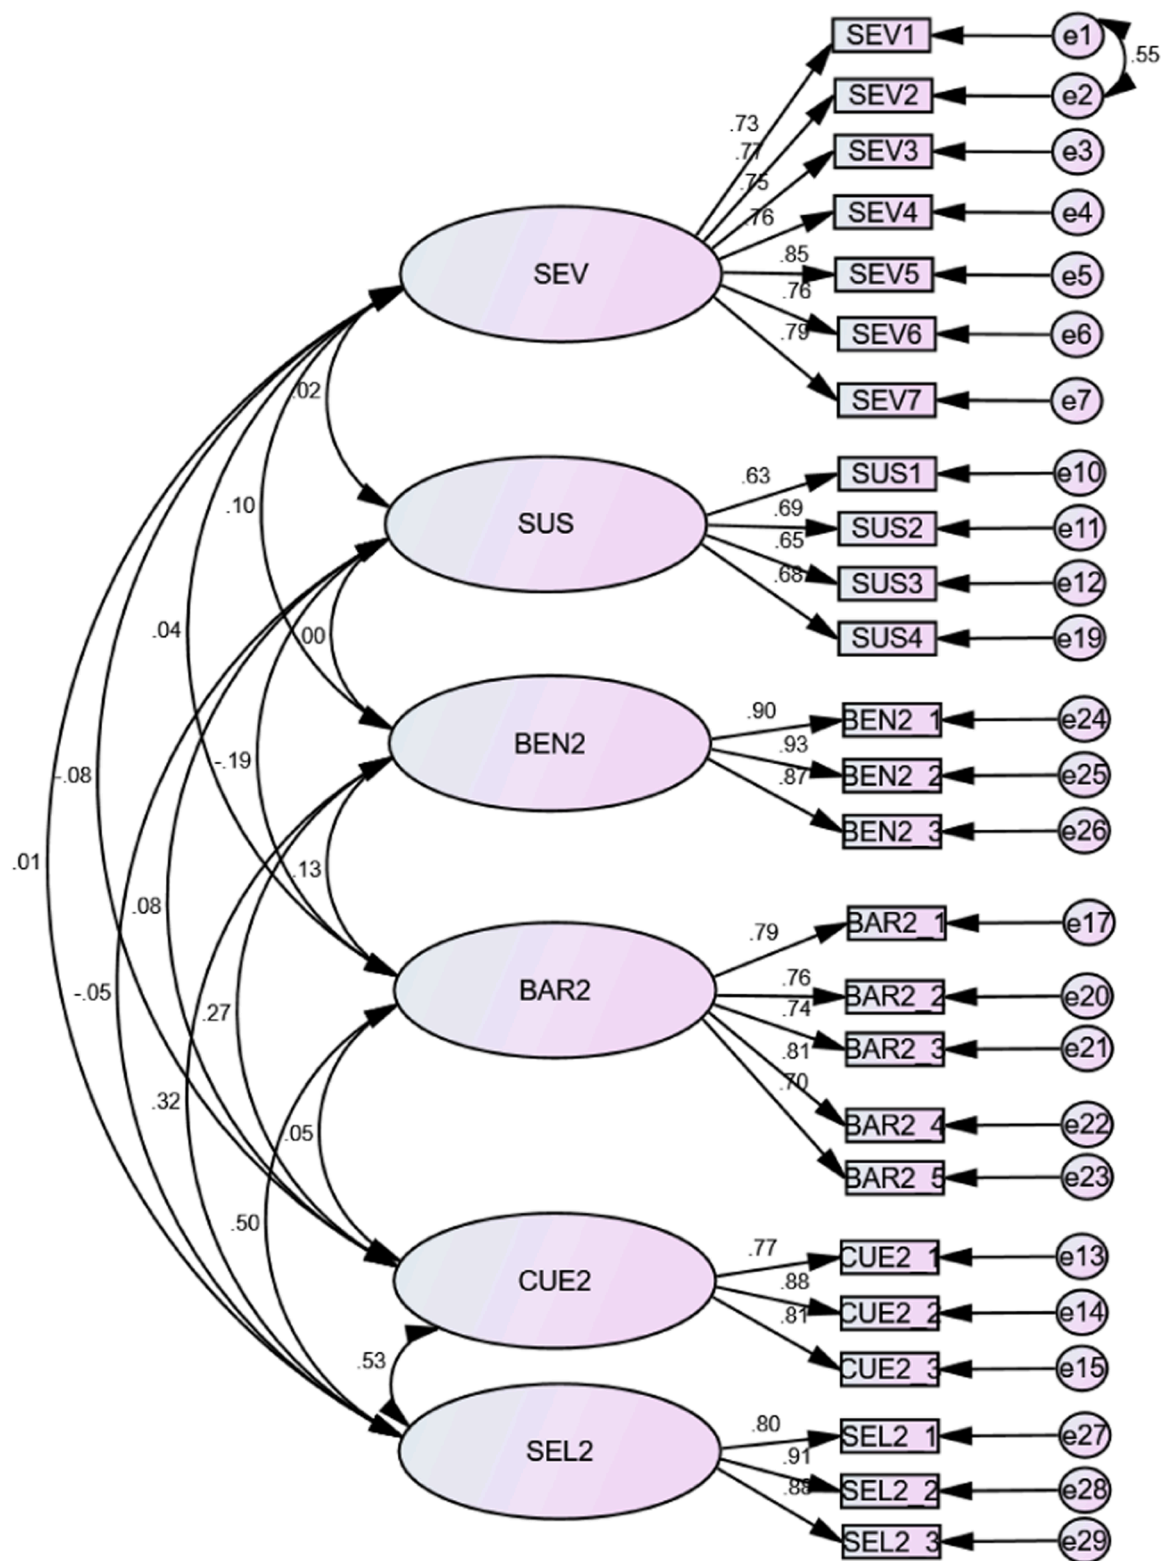 SEV1 e1
.55
SEV2 e2
.73
.77
SEV3 e3
.75
.76
SEV4 e4
SEV
.85
SEV5 e5
.76
SEV6 e6
.79
SEV7 e7
.02
SUS1 e10
.63
.10
.69
SUS
SUS2 e11
.65
.68
SUS3 e12
.04
.00
SUS4 e19
.90
BEN2_1 e24
BEN2
.93
-.19
BEN2_2 e25
-.08
.87
BEN2_3 e26
.01
.13
.08
BAR2_1 e17
.79
.76
BAR2
-.05
BAR2_2 e20
.27
.74
BAR2_3 e21
.81
.70
.32
.05
BAR2_4 e22
BAR2_5 e23
.50
.77
CUE2_1 e13
CUE2
.88
CUE2_2 e14
.81
.53
CUE2_3 e15
.80
SEL2_1 e27
SEL2
.91
.88
SEL2_2 e28
SEL2_3 e29